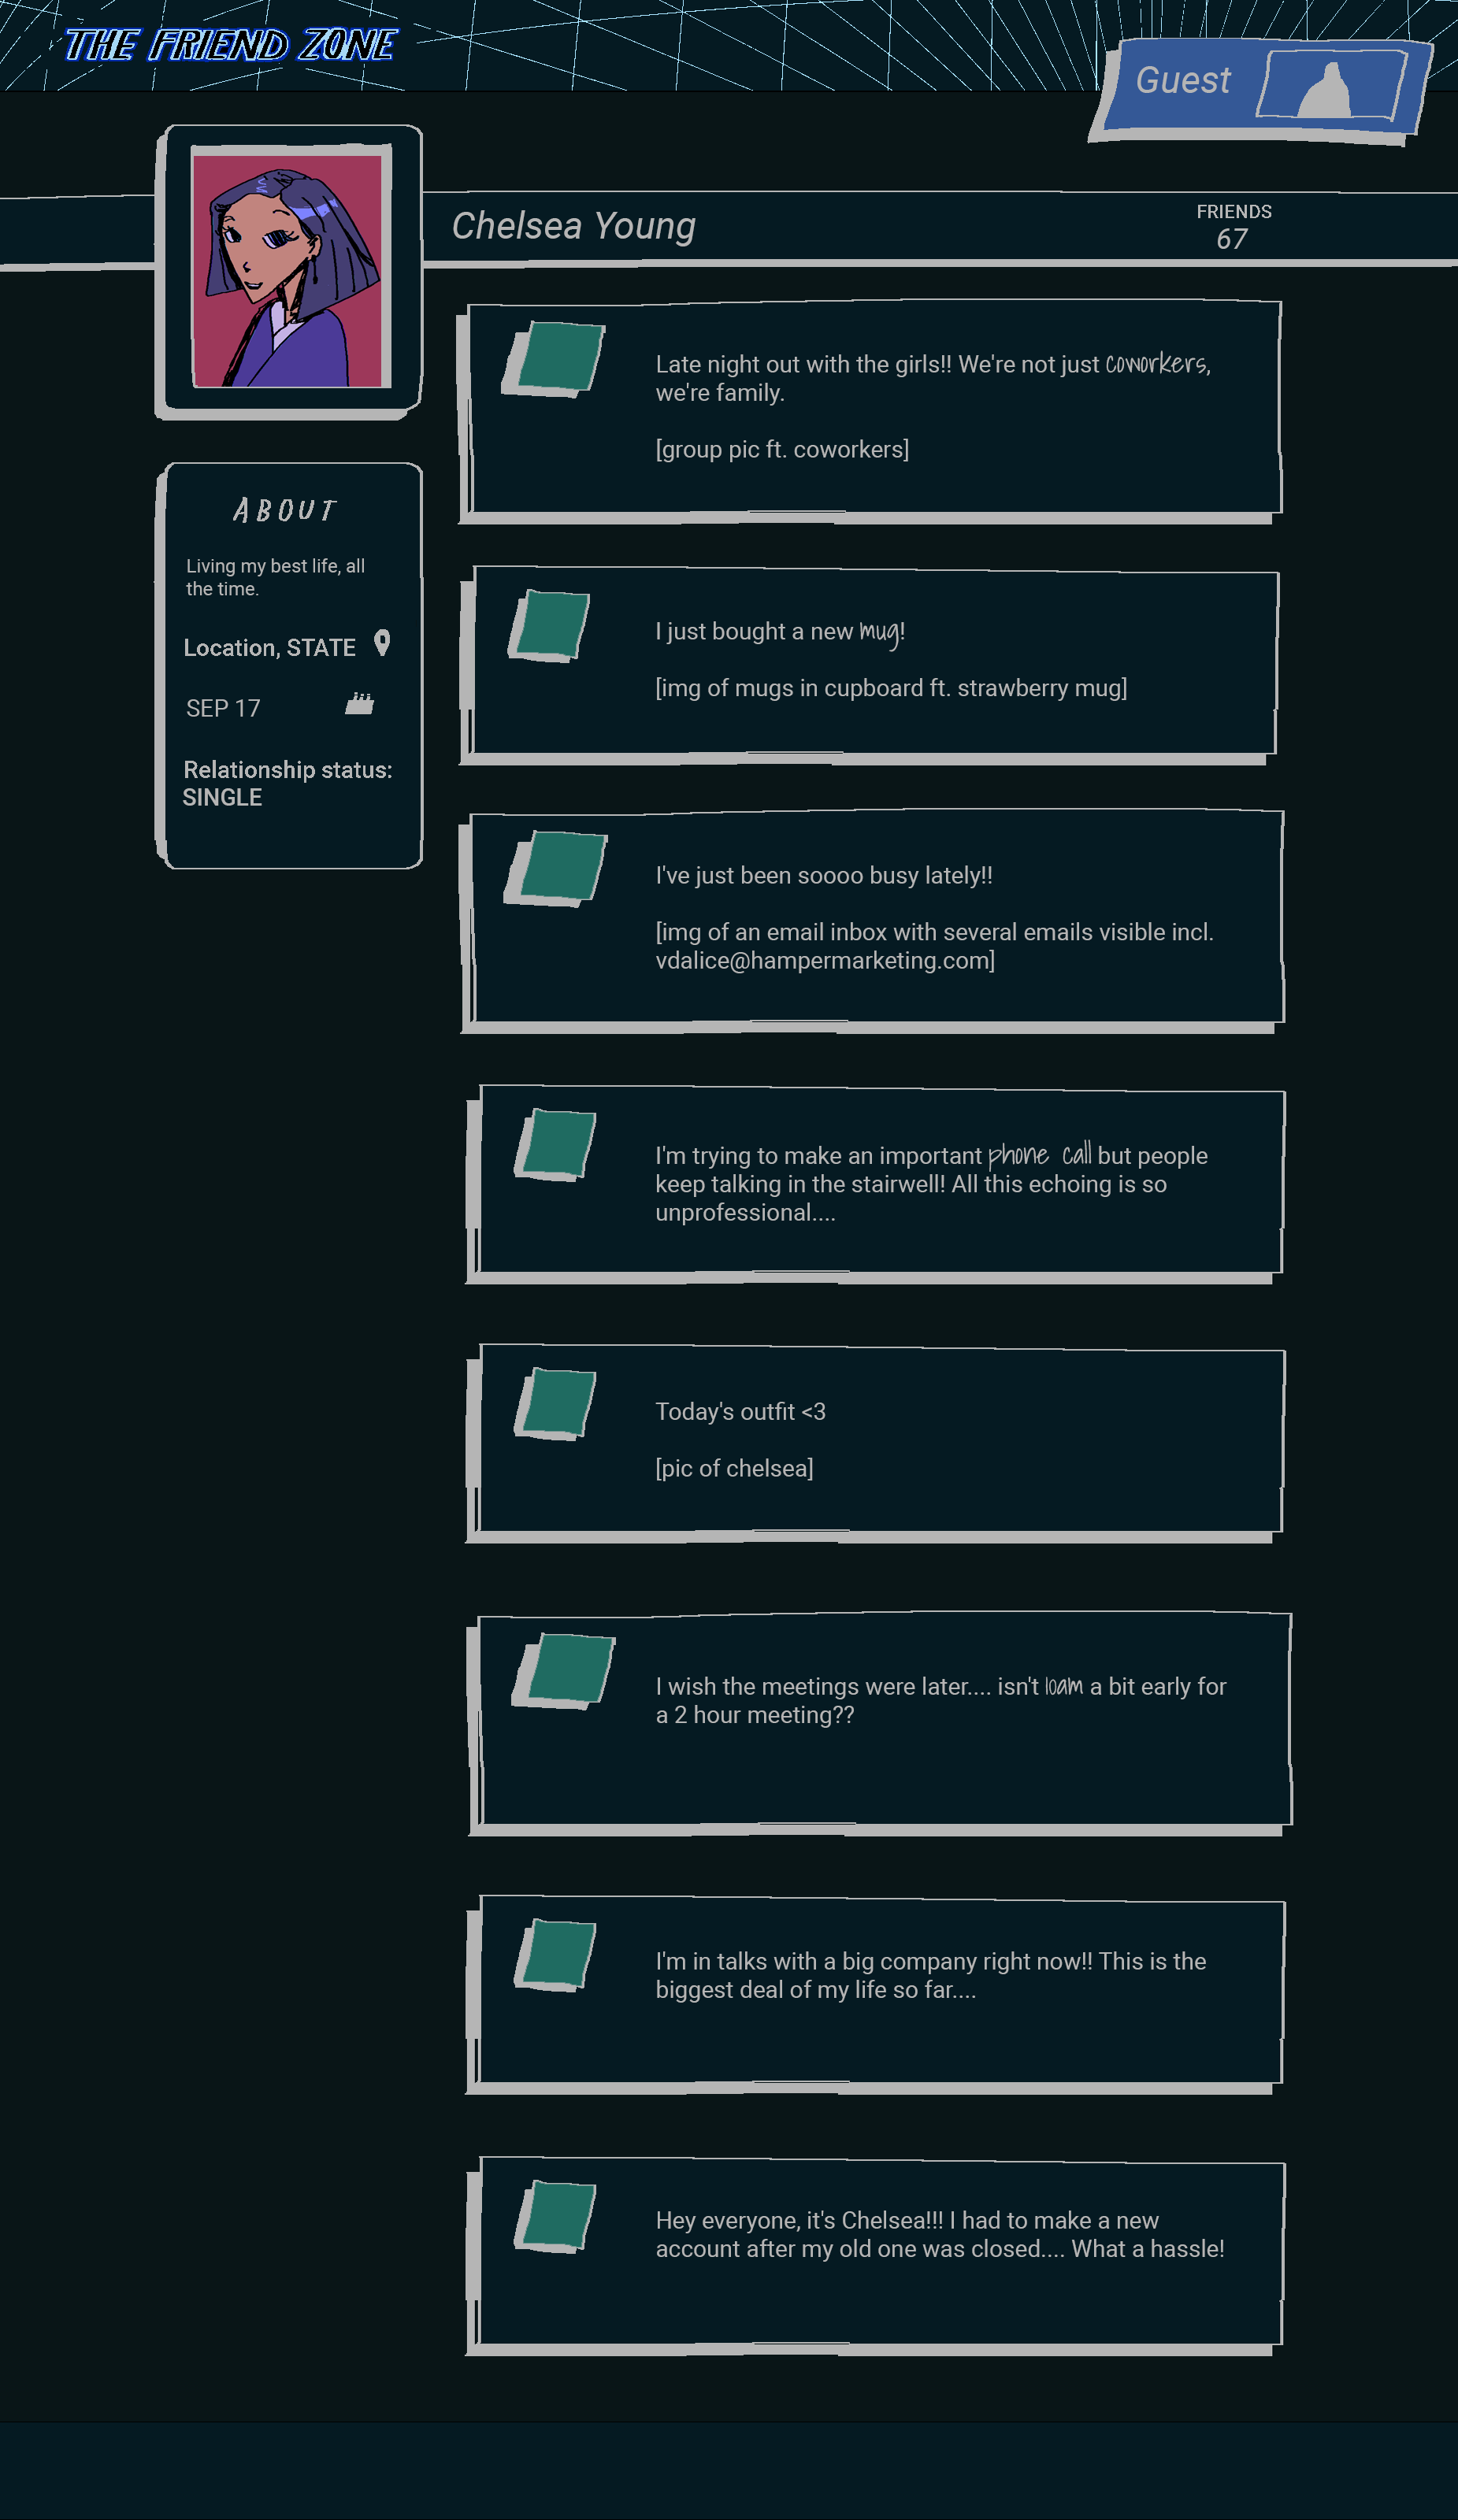 THE FRIEND ZONE
Guest
Chelsea Young
FRIENDS
67
Late night out with the girls!! We're not just coworkers,
we're family.
[group pic ft. coworkers]
ABOUT
Living my best life, all
the time.
Location, STATE
SEP 17
Relationship status:
SINGLE
I just bought a new mug!
[img of mugs in cupboard ft. strawberry mug]
I've just been soooo busy lately!!
[img of an email inbox with several emails visible incl.
vdalice@hampermarketing.com]
I'm trying to make an important phone call but people
keep talking in the stairwell! All this echoing is so
unprofessional....
Today's outfit <3
[pic of chelsea]
I wish the meetings were later.... isn't 10am a bit early for
a 2 hour meeting??
I'm in talks with a big company right now!! This is the
biggest deal of my life so far....
Hey everyone, it's Chelsea!!! I had to make a new
account after my old one was closed.... What a hassle!